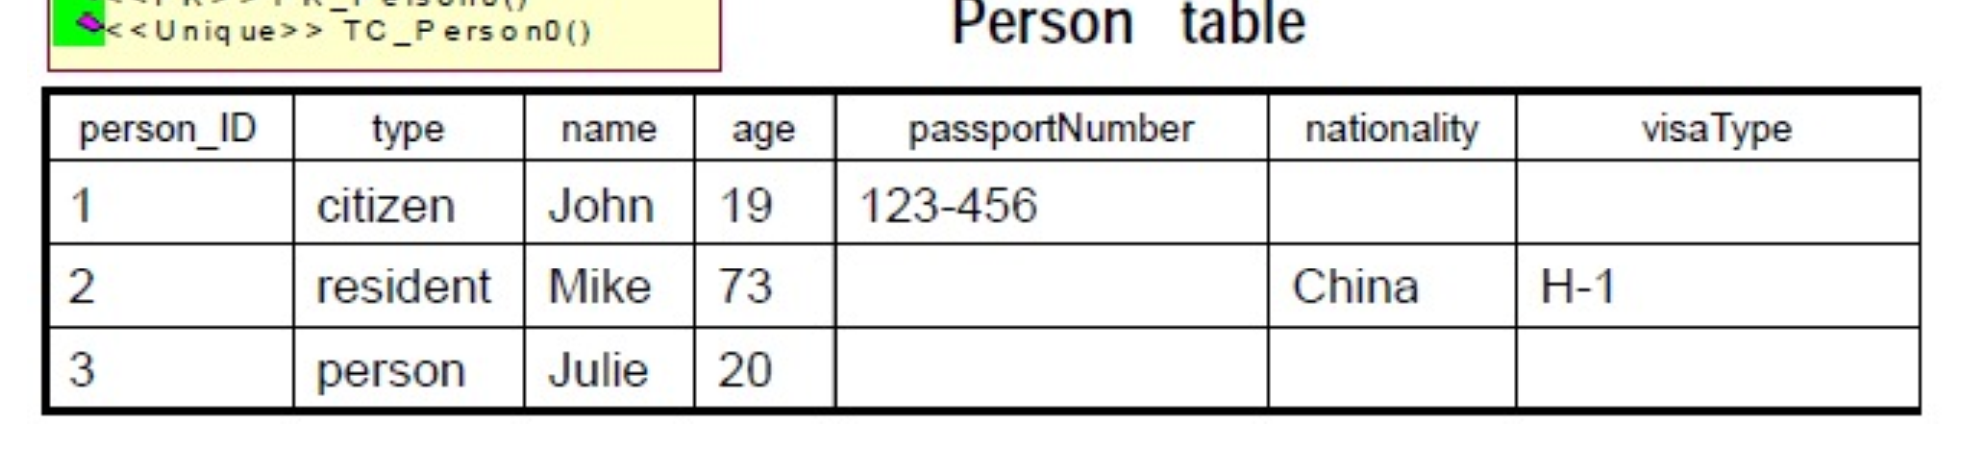 <<Unique>> TC_Person0()
Person table
person_ID type name age passportNumber nationality visaType
1 citizen John 19 123-456
2 resident Mike 73 China H-1
3 person Julie 20